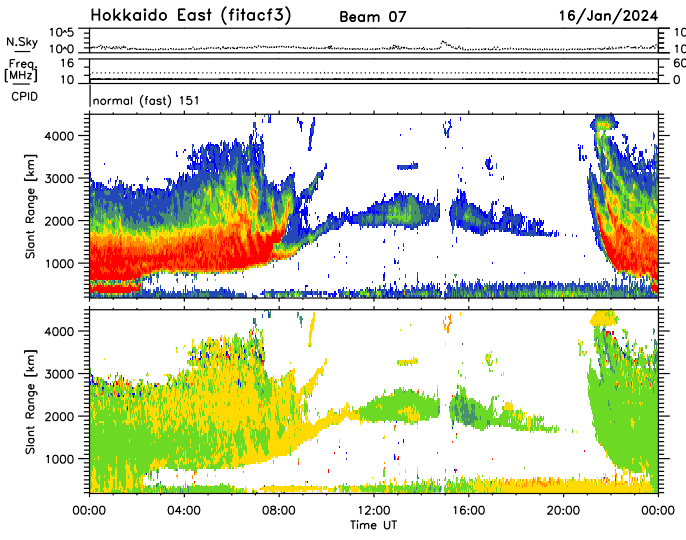 Hokkaido East (fitacf3) Beam 07 16/Jan/2024
N.Sky 10^5 10^0 10^5 10^0
Freq. [MHz] 16 10 60 0
CPID normal (fast) 151
Slant Range [km] 4000 3000 2000 1000
Slant Range [km] 4000 3000 2000 1000
00:00 04:00 08:00 12:00 16:00 20:00 00:00
Time UT